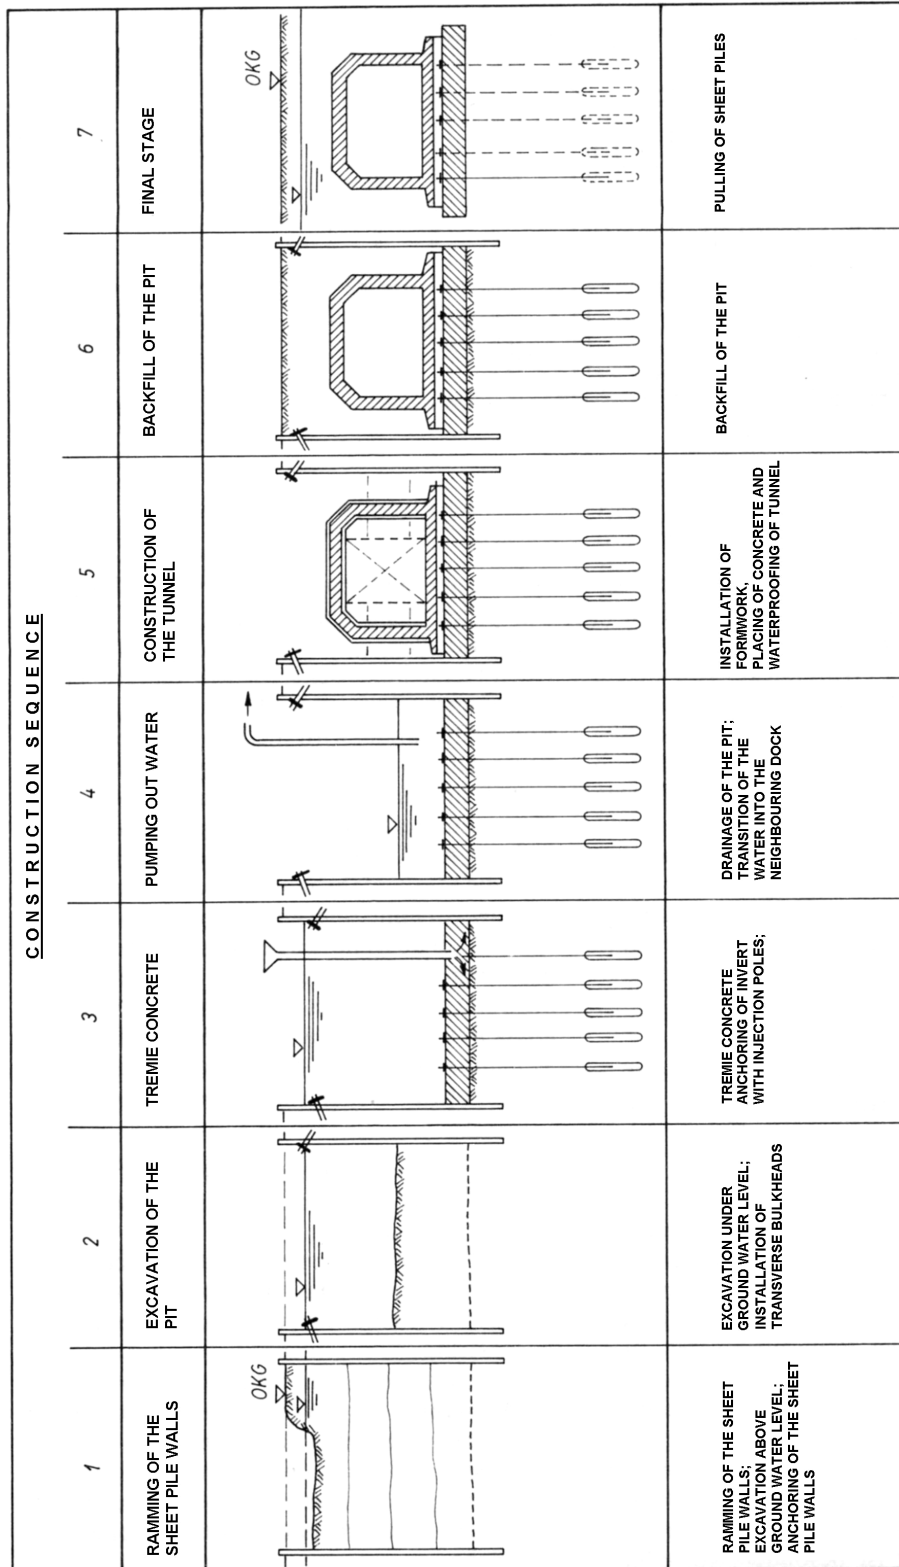 CONSTRUCTION SEQUENCE
1
RAMMING OF THE
SHEET PILE WALLS
OKG
RAMMING OF THE SHEET
PILE WALLS;
EXCAVATION ABOVE
GROUND WATER LEVEL;
ANCHORING OF THE SHEET
PILE WALLS
2
EXCAVATION OF THE
PIT
EXCAVATION UNDER
GROUND WATER LEVEL;
INSTALLATION OF
TRANSVERSE BULKHEADS
3
TREMIE CONCRETE
TREMIE CONCRETE
ANCHORING OF INVERT
WITH INJECTION POLES;
4
PUMPING OUT WATER
DRAINAGE OF THE PIT;
TRANSITION OF THE
WATER INTO THE
NEIGHBOURING DOCK
5
CONSTRUCTION OF
THE TUNNEL
INSTALLATION OF
FORMWORK,
PLACING OF CONCRETE AND
WATERPROOFING OF TUNNEL
6
BACKFILL OF THE PIT
BACKFILL OF THE PIT
7
FINAL STAGE
OKG
PULLING OF SHEET PILES